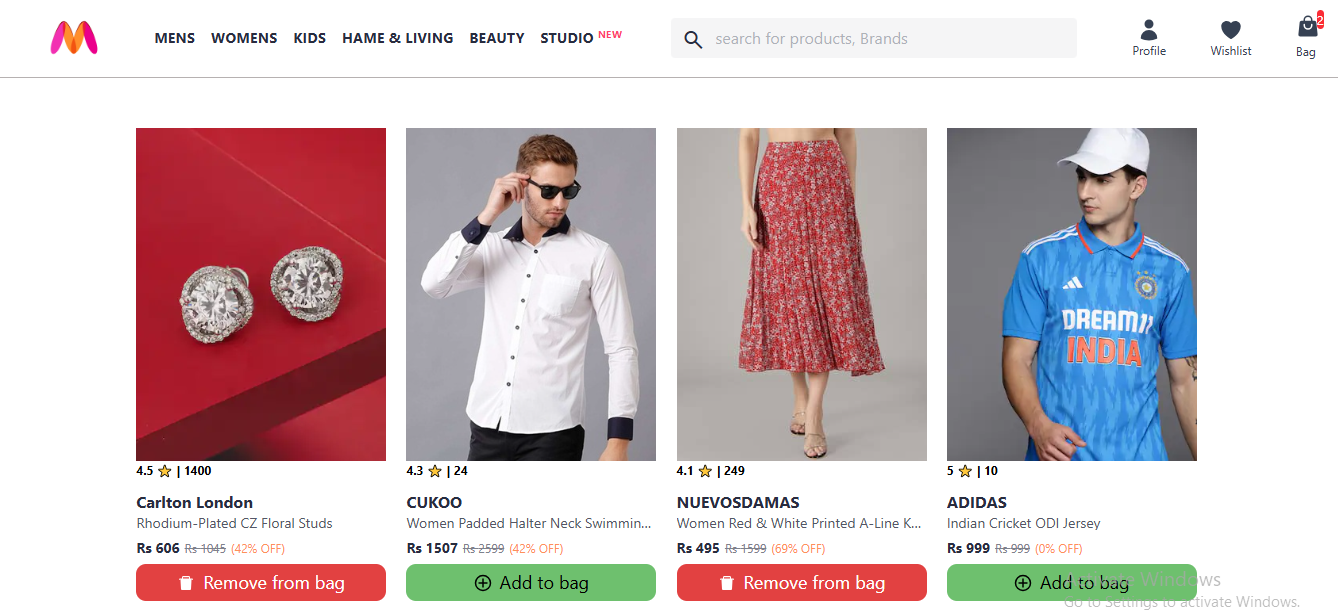 MENS WOMENS KIDS HAME & LIVING BEAUTY STUDIO NEW
search for products, Brands
Profile
Wishlist
2
Bag
DREAM11
INDIA
4.5 ⭐ | 1400
Carlton London
Rhodium-Plated CZ Floral Studs
Rs 606 Rs 1045 (42% OFF)
Remove from bag
4.3 ⭐ | 24
CUKOO
Women Padded Halter Neck Swimmin...
Rs 1507 Rs 2599 (42% OFF)
Add to bag
4.1 ⭐ | 249
NUEVOSDAMAS
Women Red & White Printed A-Line K...
Rs 495 Rs 1599 (69% OFF)
Remove from bag
5 ⭐ | 10
ADIDAS
Indian Cricket ODI Jersey
Rs 999 Rs 999 (0% OFF)
Add to bag
Activate Windows
Go to Settings to activate Windows.